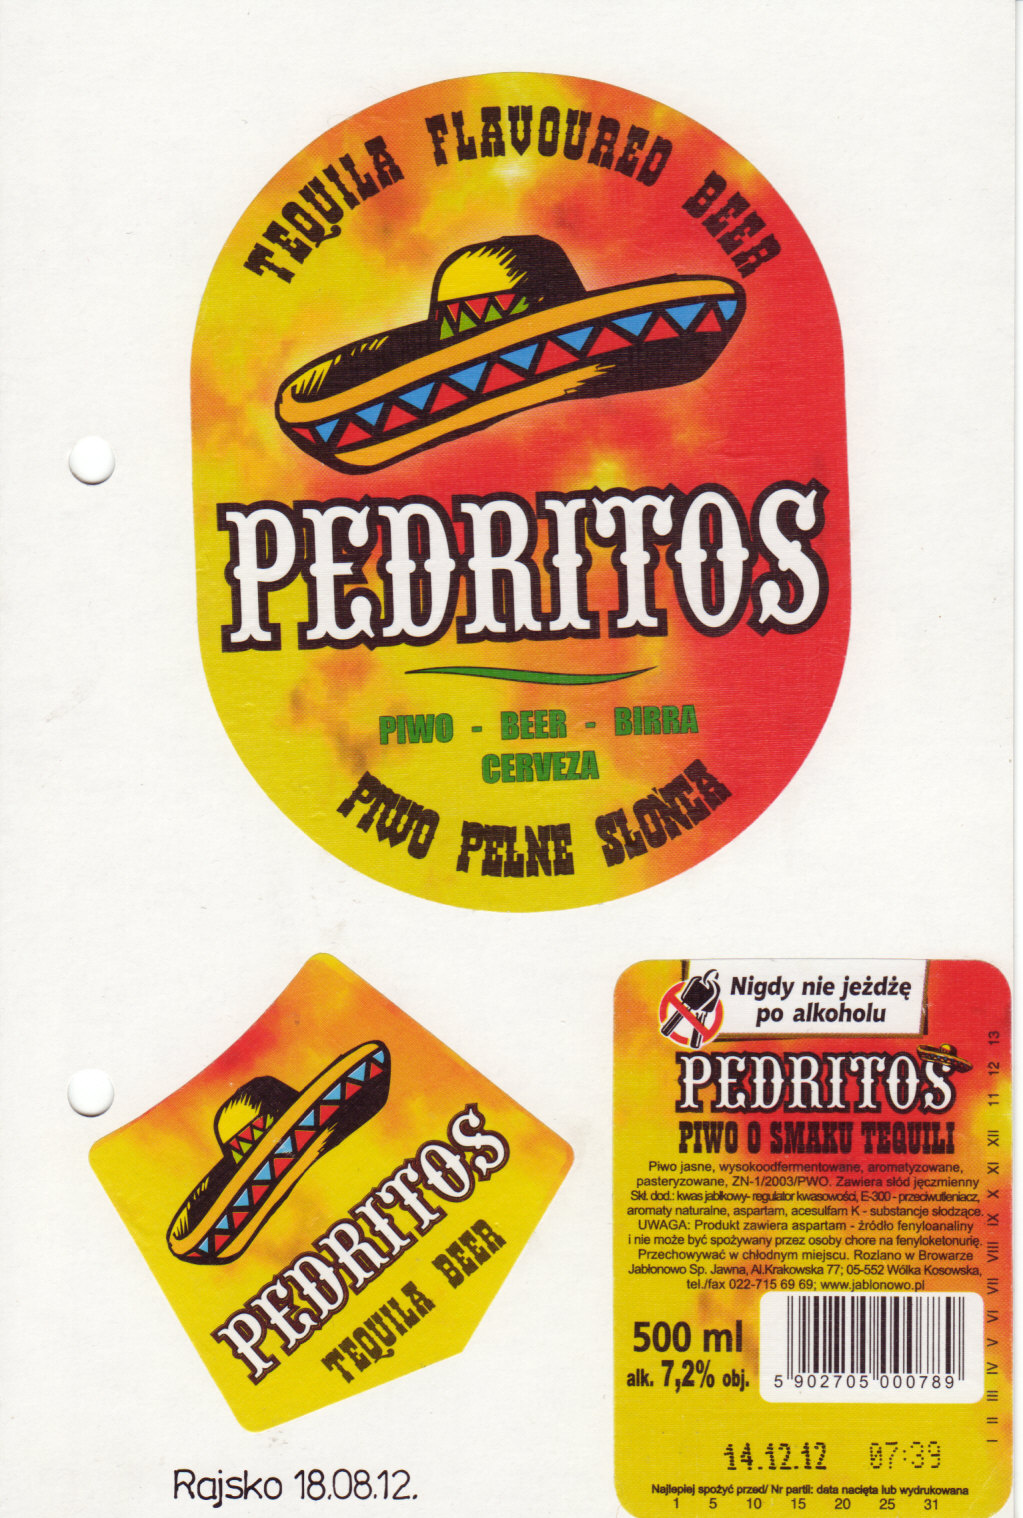 TEQUILA FLAVOURED BEER
PEDRITOS
PIWO - BEER - BIRRA
CERVEZA
PIWO PEŁNE SŁOŃCA
PEDRITOS
TEQUILA BEER
Rajsko 18.08.12.
Nigdy nie jeżdżę
po alkoholu
PEDRITOS
PIWO O SMAKU TEQUILI
Piwo jasne, wysokoodfermentowane, aromatyzowane,
pasteryzowane, ZN-1/2003/PWO. Zawiera słód jęczmienny
Skł. dod.: kwas jabłkowy- regulator kwasowości, E-300 - przeciwutleniacz,
aromaty naturalne, aspartam, acesulfam K - substancje słodzące.
UWAGA: Produkt zawiera aspartam - źródło fenyloanaliny
i nie może być spożywany przez osoby chore na fenyloketonurię.
Przechowywać w chłodnym miejscu. Rozlano w Browarze
Jabłonowo Sp. Jawna, Al.Krakowska 77; 05-552 Wólka Kosowska,
tel./fax 022-715 69 69; www.jablonowo.pl
500 ml
alk. 7,2% obj.
5 902705 000789
14.12.12 07:39
Najlepiej spożyć przed/ Nr partii: data nacięta lub wydrukowana
1 5 10 15 20 25 31
I II III IV V VI VII VIII IX X XI XII 11 12 13